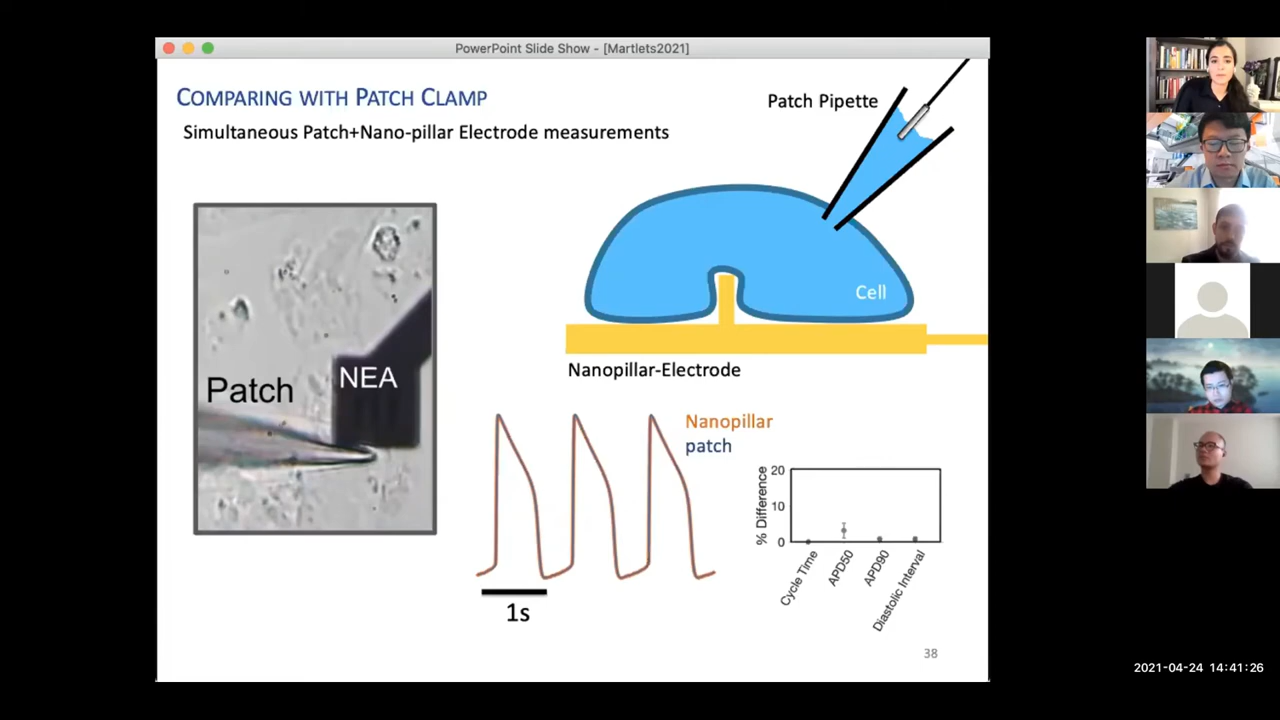 PowerPoint Slide Show - [Martlets2021]
COMPARING WITH PATCH CLAMP
Simultaneous Patch+Nano-pillar Electrode measurements
Patch Pipette
Cell
Nanopillar-Electrode
Patch
NEA
Nanopillar
patch
1s
% Difference
20
10
0
Cycle Time
APD50
APD90
Diastolic Interval
38
2021-04-24 14:41:26